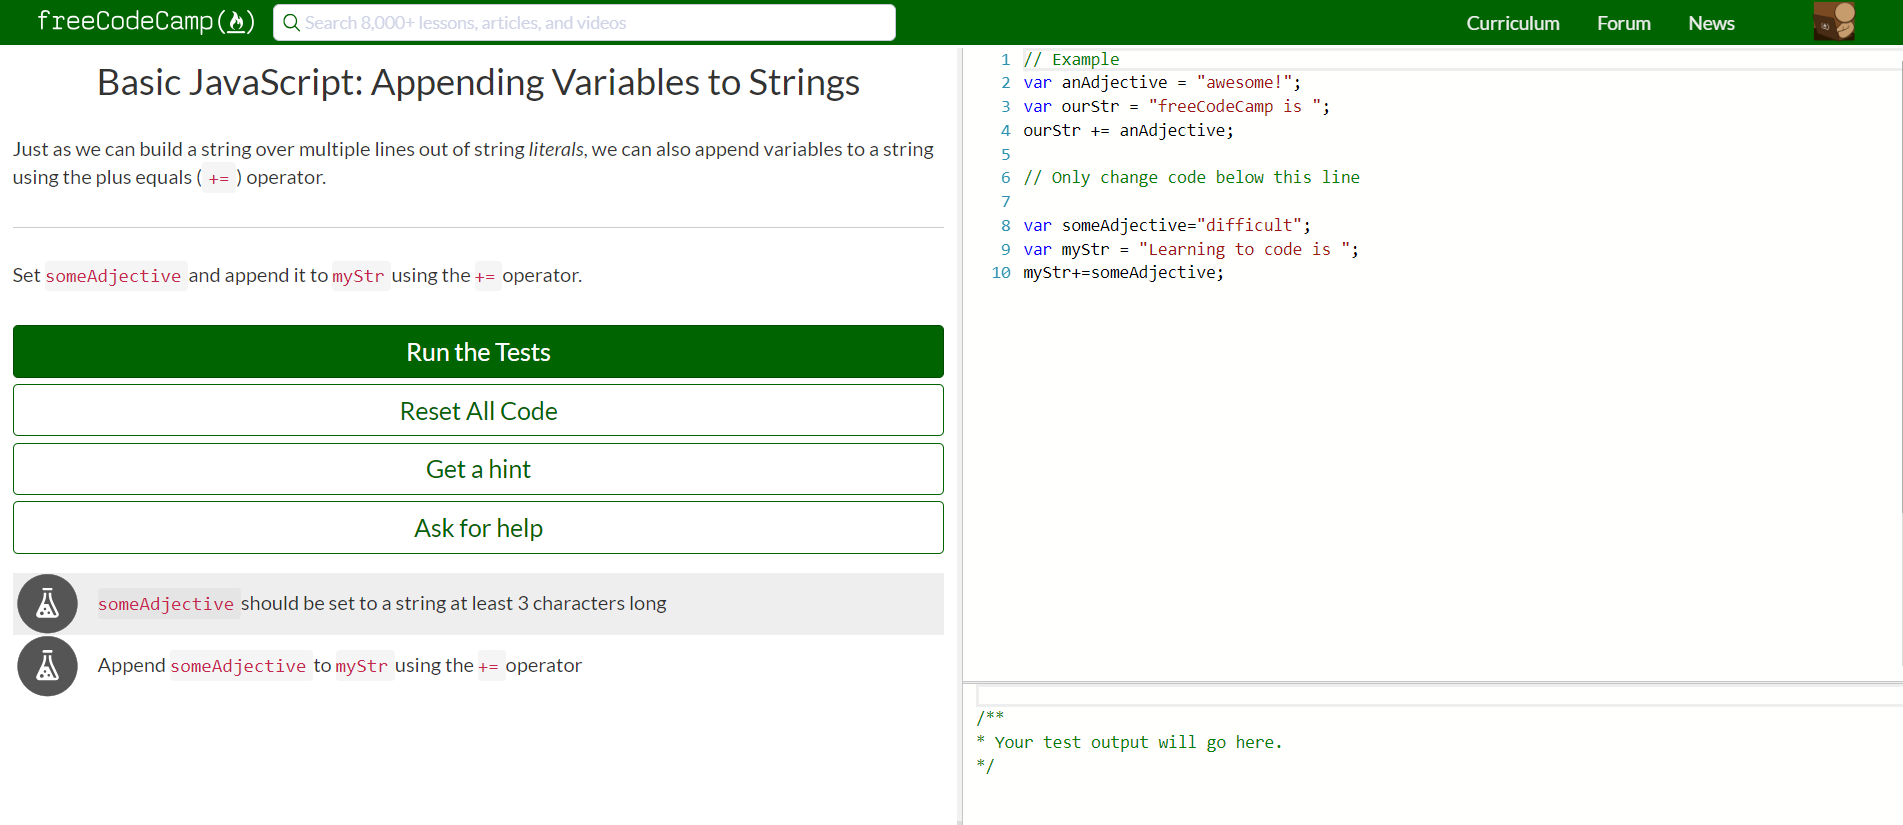 freeCodeCamp
Search 8,000+ lessons, articles, and videos
Curriculum
Forum
News
Basic JavaScript: Appending Variables to Strings
Just as we can build a string over multiple lines out of string literals, we can also append variables to a string
using the plus equals ( += ) operator.
Set someAdjective and append it to myStr using the += operator.
Run the Tests
Reset All Code
Get a hint
Ask for help
someAdjective should be set to a string at least 3 characters long
Append someAdjective to myStr using the += operator
1 // Example
2 var anAdjective = "awesome!";
3 var ourStr = "freeCodeCamp is ";
4 ourStr += anAdjective;
5
6 // Only change code below this line
7
8 var someAdjective="difficult";
9 var myStr = "Learning to code is ";
10 myStr+=someAdjective;
/**
* Your test output will go here.
*/